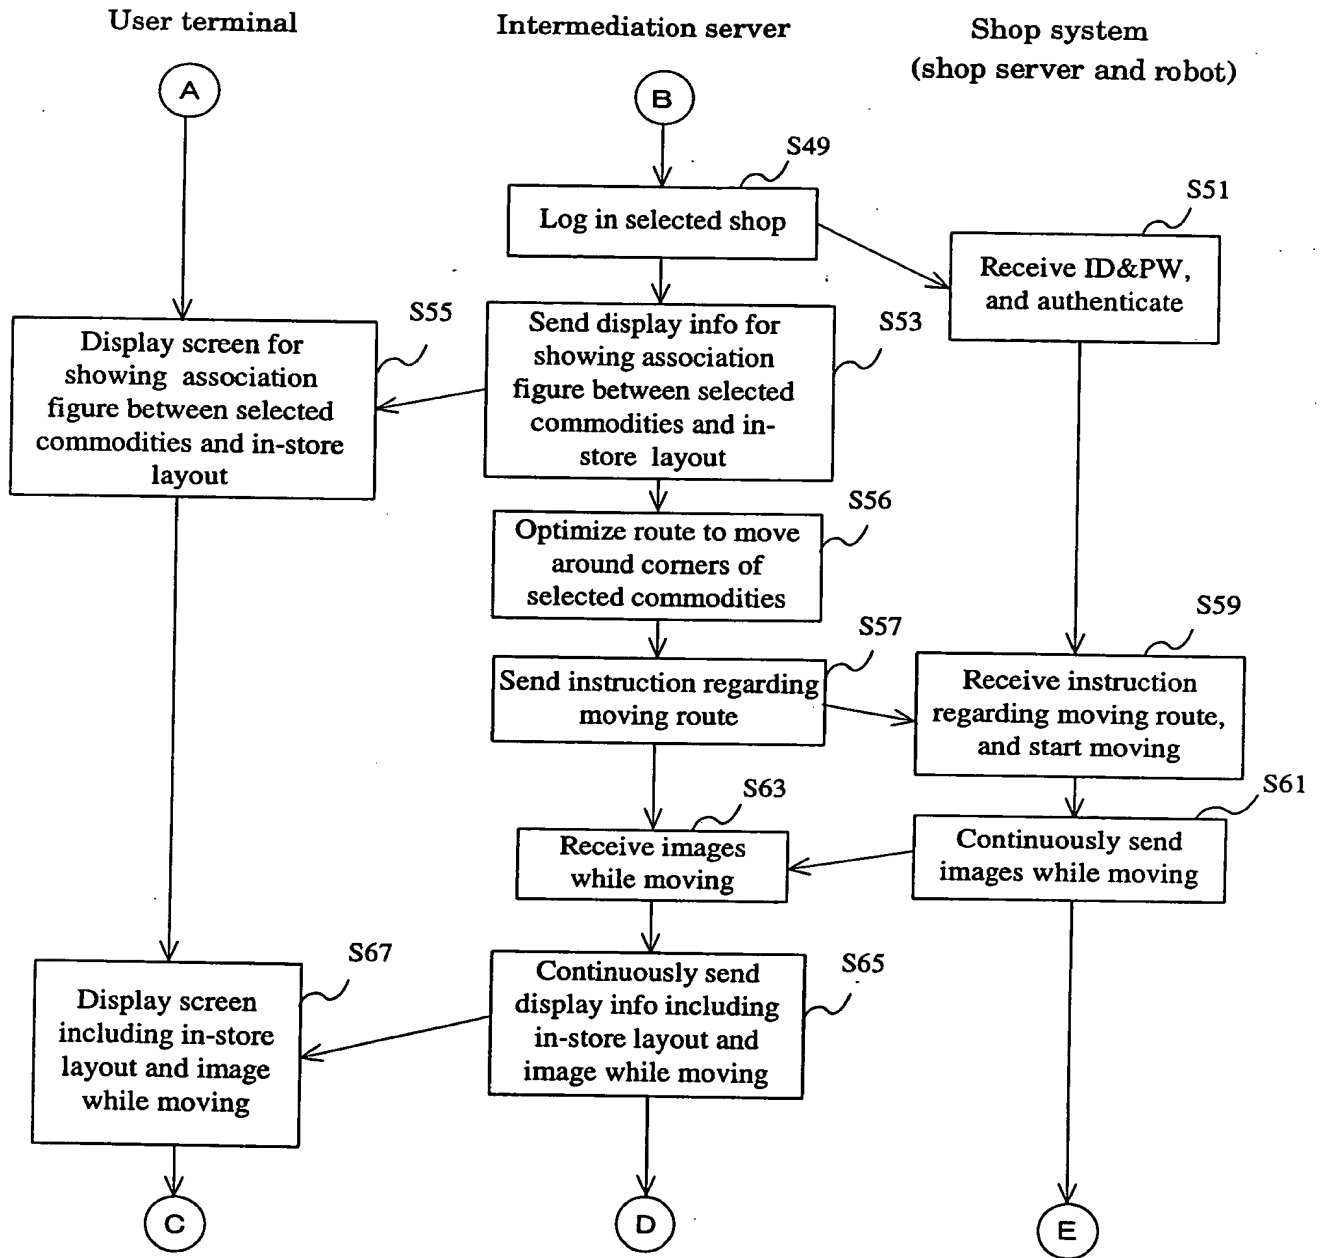 User terminal
Intermediation server
Shop system
(shop server and robot)
A
B
S49
Log in selected shop
S51
Receive ID&PW,
and authenticate
S55
Display screen for
showing association
figure between selected
commodities and in-store
layout
S53
Send display info for
showing association
figure between selected
commodities and in-
store layout
S56
Optimize route to move
around corners of
selected commodities
S57
Send instruction regarding
moving route
S59
Receive instruction
regarding moving route,
and start moving
S63
Receive images
while moving
S61
Continuously send
images while moving
S67
Display screen
including in-store
layout and image
while moving
S65
Continuously send
display info including
in-store layout and
image while moving
C
D
E